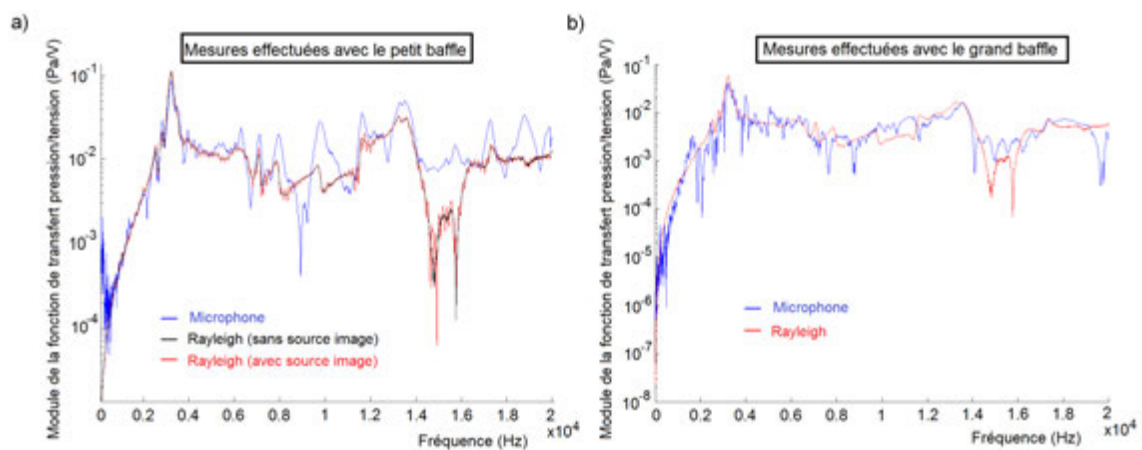 a)
Mesures effectuées avec le petit baffle
Module de la fonction de transfert pression/tension (Pa/V)
10-1
10-2
10-3
10-4
Microphone
Rayleigh (sans source image)
Rayleigh (avec source image)
0 0.2 0.4 0.6 0.8 1 1.2 1.4 1.6 1.8 20
x10 4
Fréquence (Hz)
b)
Mesures effectuées avec le grand baffle
Module de la fonction de transfert pression/tension (Pa/V)
10-1
10-2
10-3
10-4
10-5
10-6
10-7
10-8
Microphone
Rayleigh
0 0.2 0.4 0.6 0.8 1 1.2 1.4 1.6 1.8 20
x10 4
Fréquence (Hz)